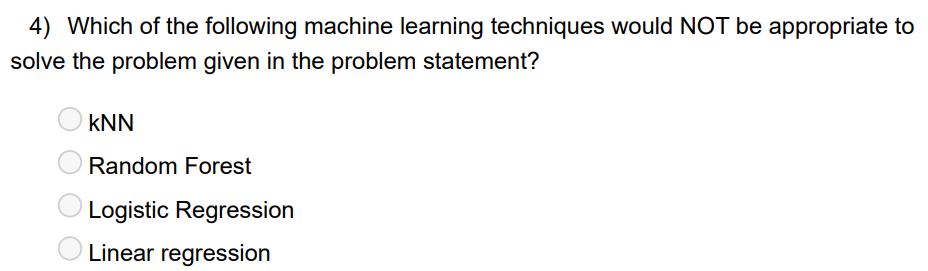 4) Which of the following machine learning techniques would NOT be appropriate to
solve the problem given in the problem statement?
kNN
Random Forest
Logistic Regression
Linear regression